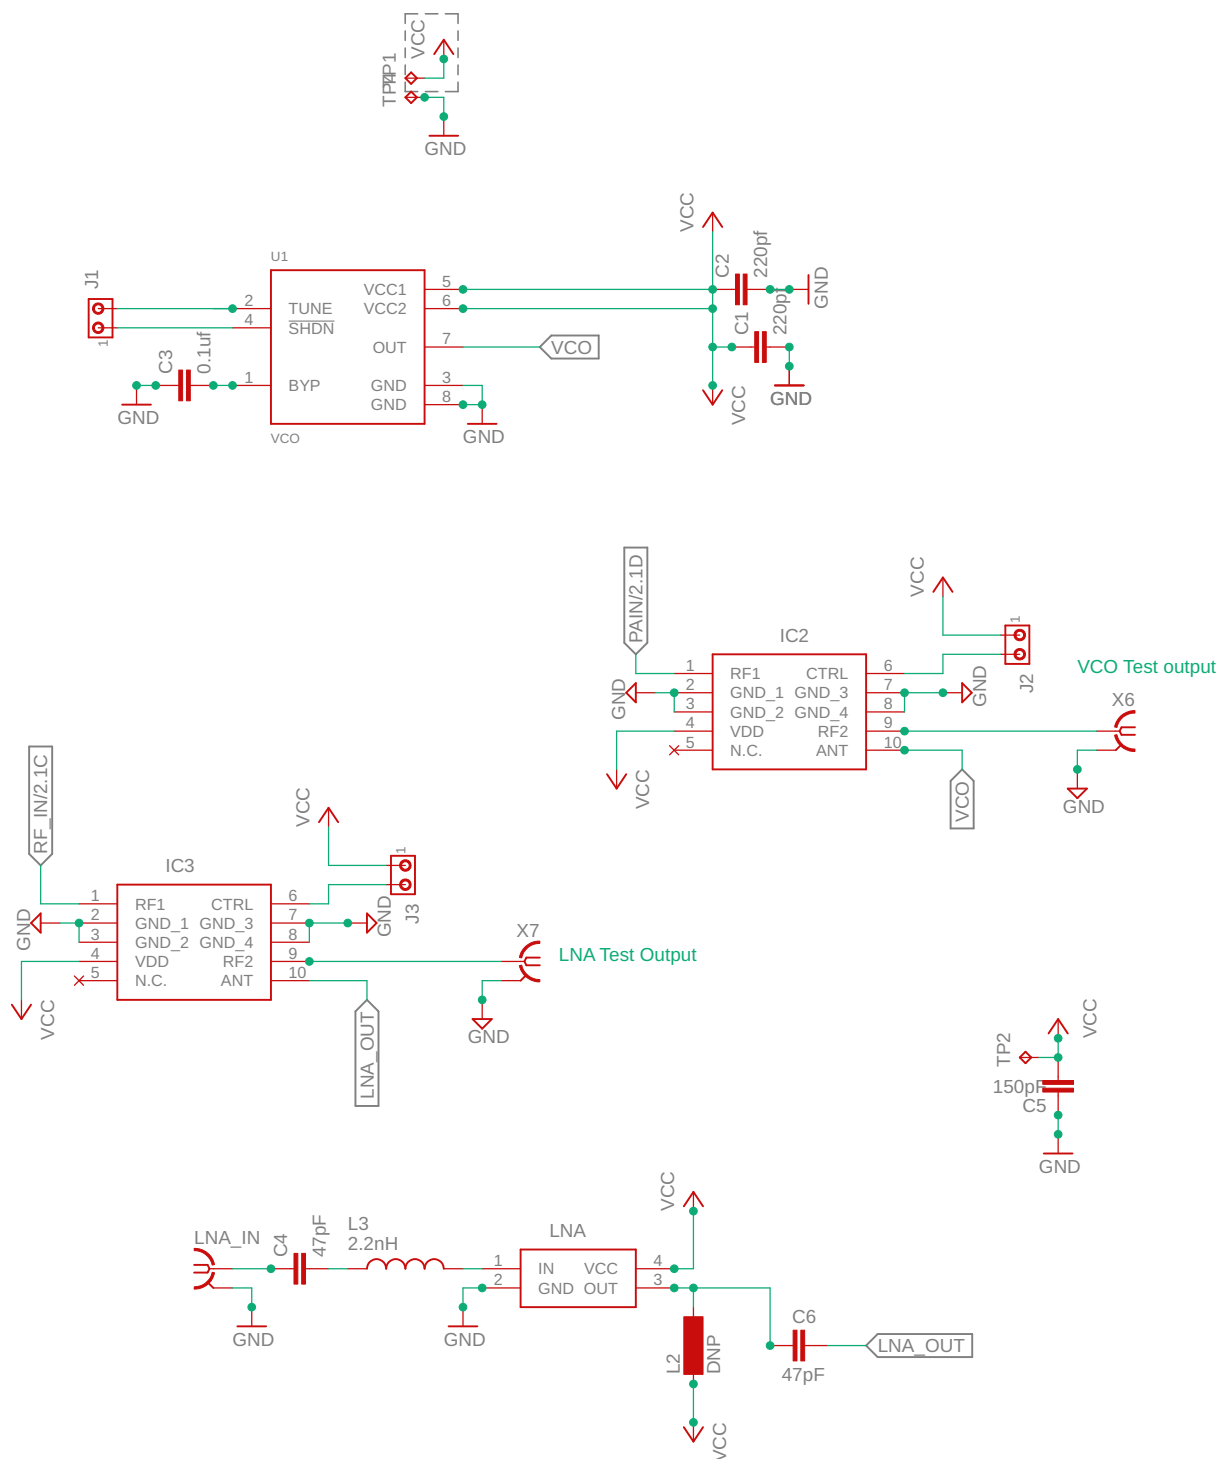 VCC
TP1
TP4
GND
VCC
U1
J1
1
2
4
1
TUNE
SHDN
BYP
VCC1
VCC2
OUT
GND
GND
5
6
7
3
8
VCO
C3
0.1uf
GND
VCO
GND
C2
220pf
GND
C1
220pf
VCC
GND
PAIN/2.1D
VCC
IC2
1
J2
VCO Test output
X6
1
2
3
4
5
RF1
GND_1
GND_2
VDD
N.C.
CTRL
GND_3
GND_4
RF2
ANT
6
7
8
9
10
GND
GND
VCC
VCO
GND
RF_IN/2.1C
VCC
IC3
1
J3
X7
LNA Test Output
1
2
3
4
5
RF1
GND_1
GND_2
VDD
N.C.
CTRL
GND_3
GND_4
RF2
ANT
6
7
8
9
10
GND
GND
VCC
LNA_OUT
GND
VCC
TP2
150pF
C5
GND
LNA_IN
C4
47pF
L3
2.2nH
LNA
VCC
1
2
IN
GND
VCC
OUT
4
3
GND
GND
L2
DNP
C6
47pF
LNA_OUT
VCC